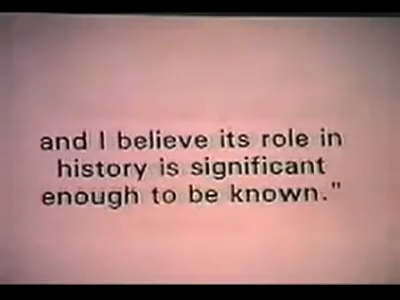 and I believe its role in
history is significant
enough to be known."